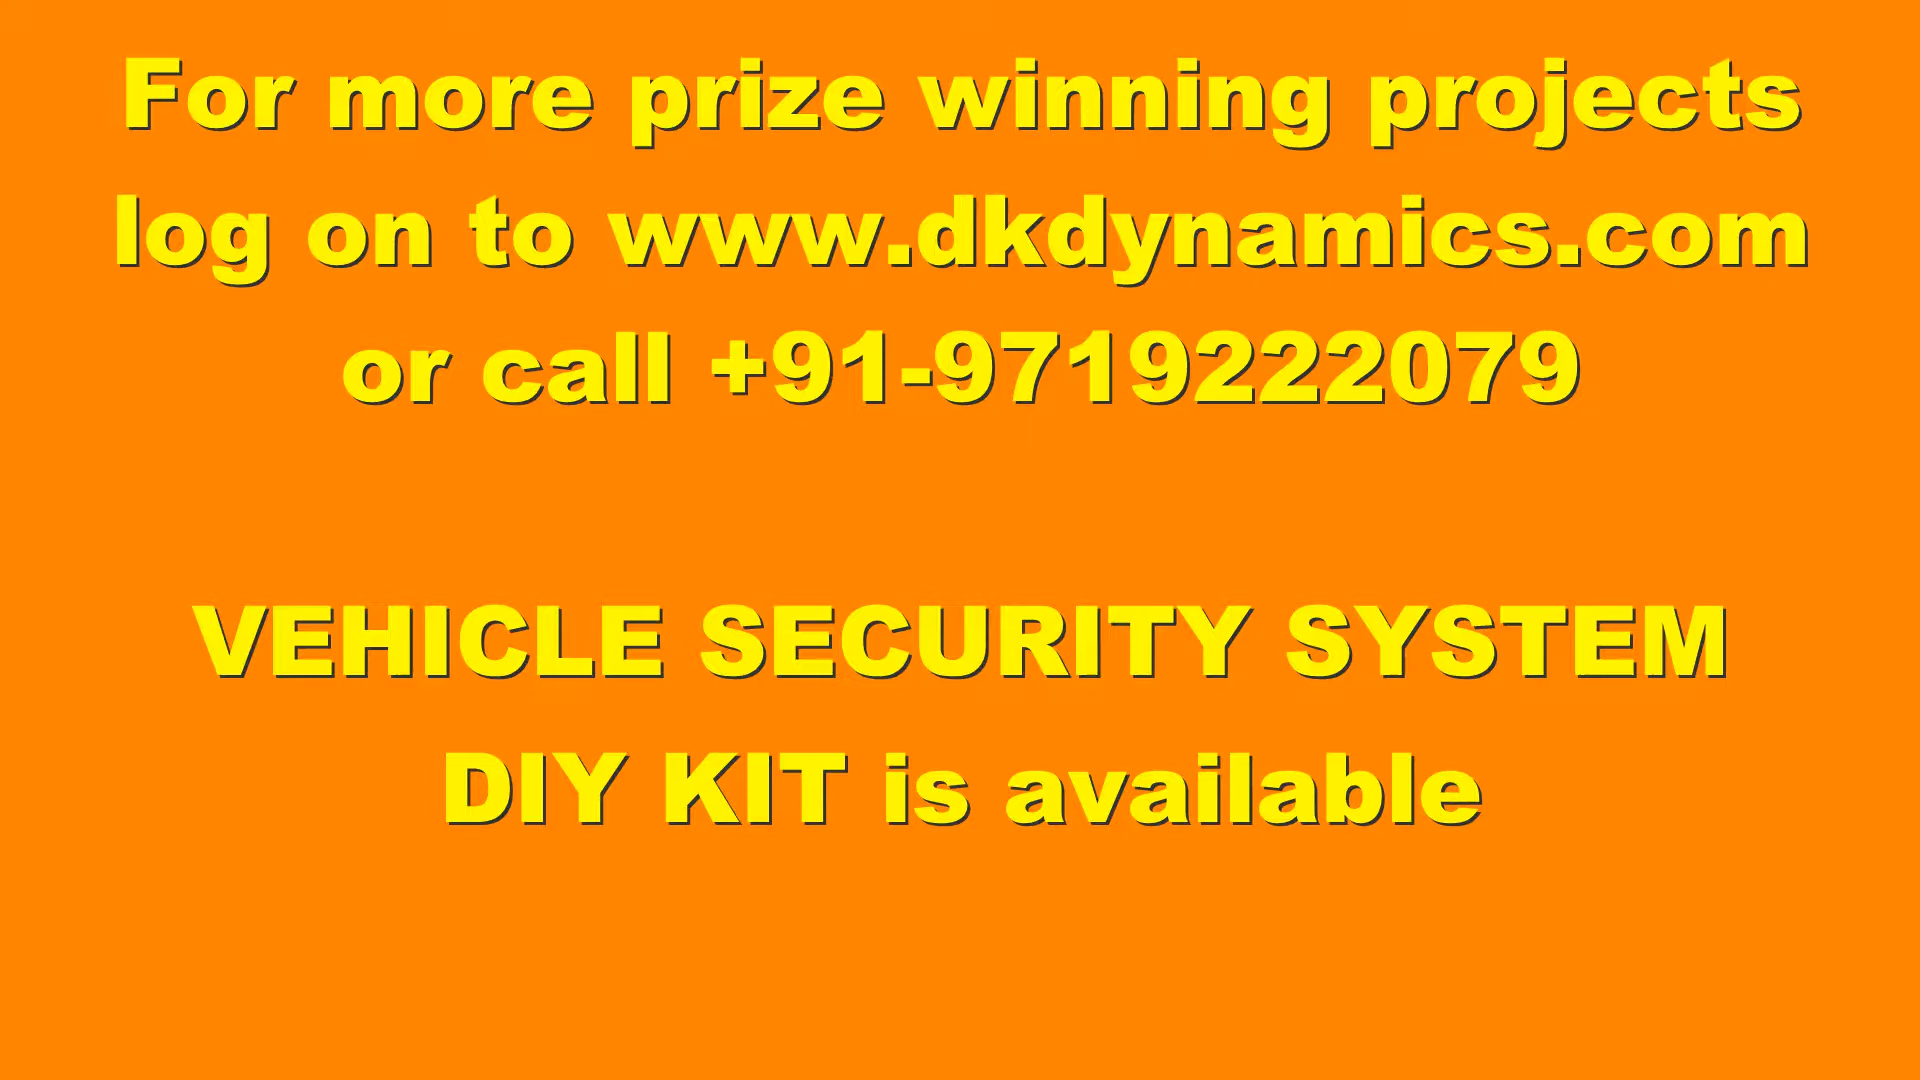 For more prize winning projects
log on to www.dkdynamics.com
or call +91-9719222079
VEHICLE SECURITY SYSTEM
DIY KIT is available